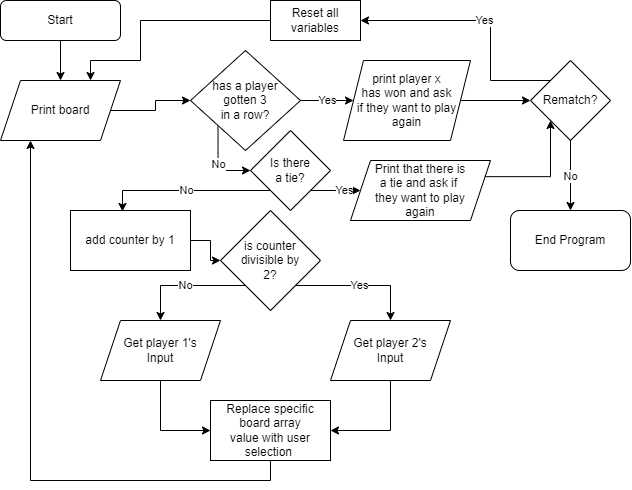 Start
Reset all
variables
Yes
Print board
has a player
gotten 3
in a row?
Yes
print player x
has won and ask
if they want to play
again
Rematch?
No
Is there
a tie?
No
Yes
Print that there is
a tie and ask if
they want to play
again
No
add counter by 1
is counter
divisible by
2?
End Program
No
Yes
Get player 1's
Input
Get player 2's
Input
Replace specific
board array
value with user
selection